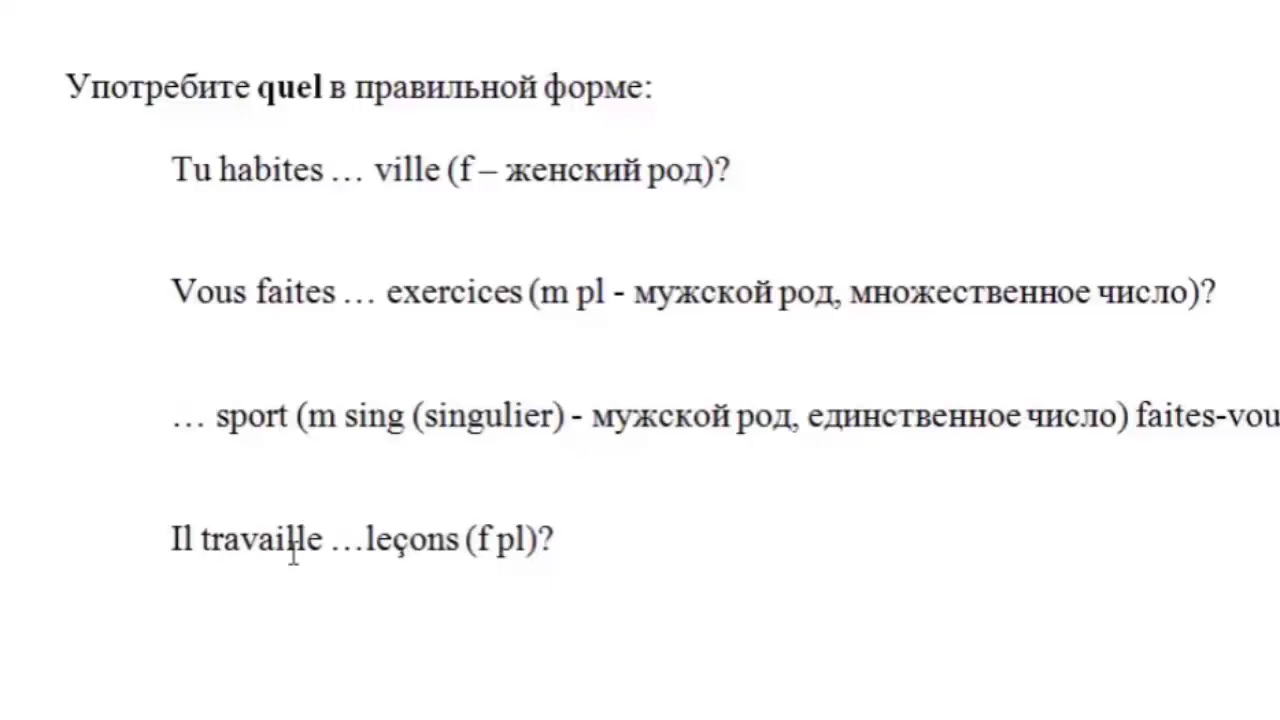 Употребите quel в правильной форме:
Tu habites … ville (f – женский род)?
Vous faites … exercices (m pl - мужской род, множественное число)?
… sport (m sing (singulier) - мужской род, единственное число) faites-vou
Il travaille …leçons (f pl)?